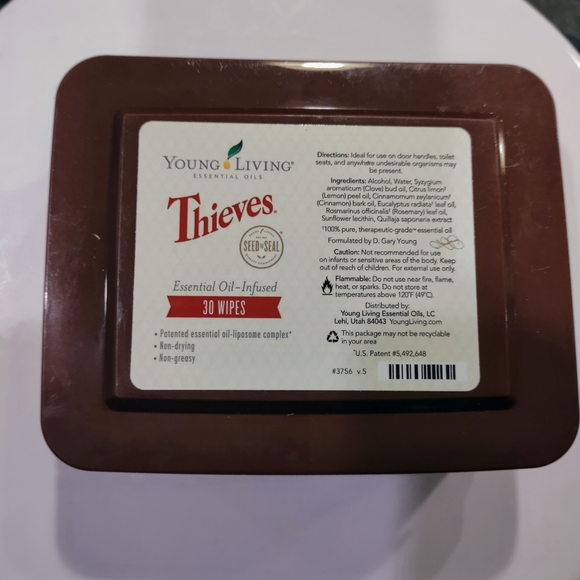 YOUNG LIVING®
ESSENTIAL OILS
Thieves.
SEED TO SEAL®
Essential Oil-Infused
30 WIPES
• Patented essential oil-liposome complex*
• Non-drying
• Non-greasy
Directions: Ideal for use on door handles, toilet
seats, and anywhere undesirable organisms may
be present.
Ingredients: Alcohol, Water, Syzygium
aromaticum (Clove) bud oil, Citrus limon†
(Lemon) peel oil, Cinnamomum zeylanicum†
(Cinnamon) bark oil, Eucalyptus radiata† leaf oil,
Rosmarinus officinalis† (Rosemary) leaf oil,
Sunflower lecithin, Quillaja saponaria extract
†100% pure, therapeutic-grade™ essential oil
Formulated by D. Gary Young
Caution: Not recommended for use
on infants or sensitive areas of the body. Keep
out of reach of children. For external use only.
Flammable: Do not use near fire, flame,
heat, or sparks. Do not store at
temperatures above 120°F (49°C).
Distributed by:
Young Living Essential Oils, LC
Lehi, Utah 84043 YoungLiving.com
This package may not be recyclable
in your area
*U.S. Patent #5,492,648
#3756 v.5